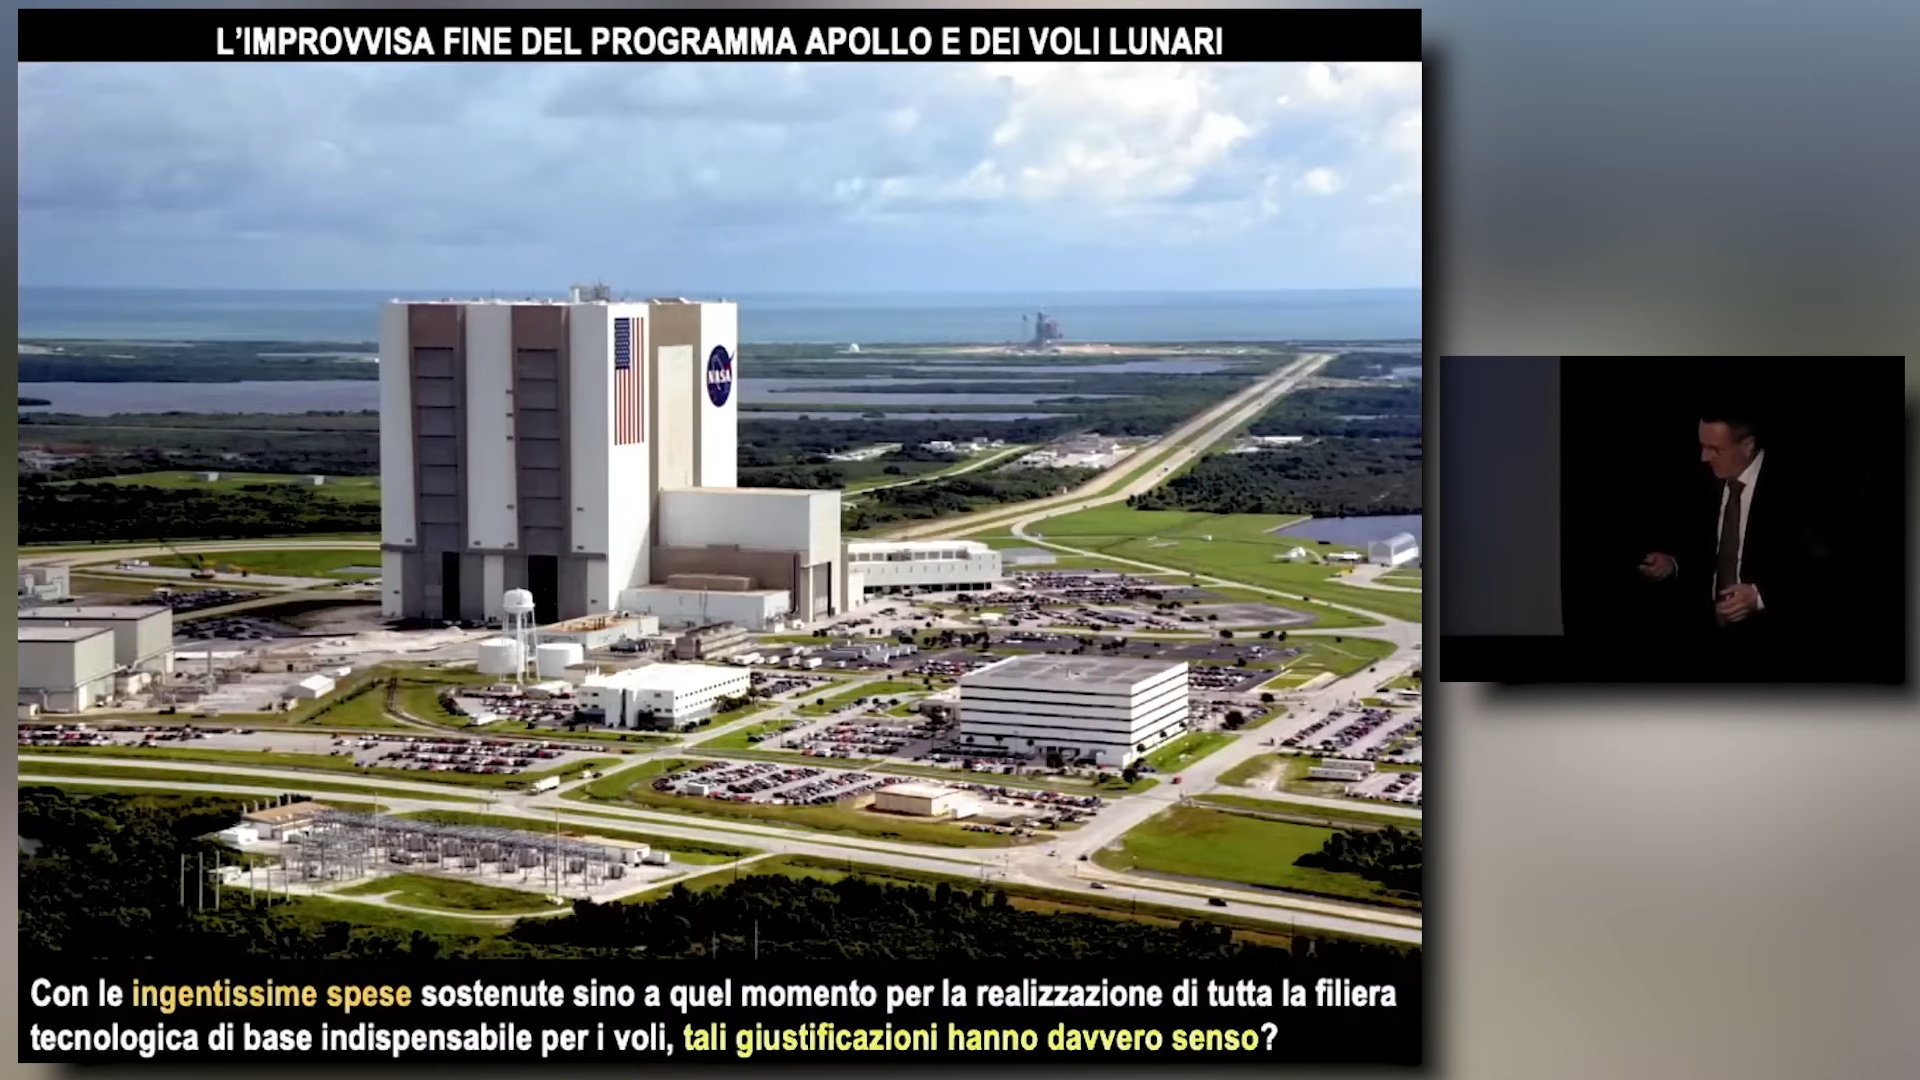 L’IMPROVVISA FINE DEL PROGRAMMA APOLLO E DEI VOLI LUNARI
NASA
Con le ingentissime spese sostenute sino a quel momento per la realizzazione di tutta la filiera
tecnologica di base indispensabile per i voli, tali giustificazioni hanno davvero senso?